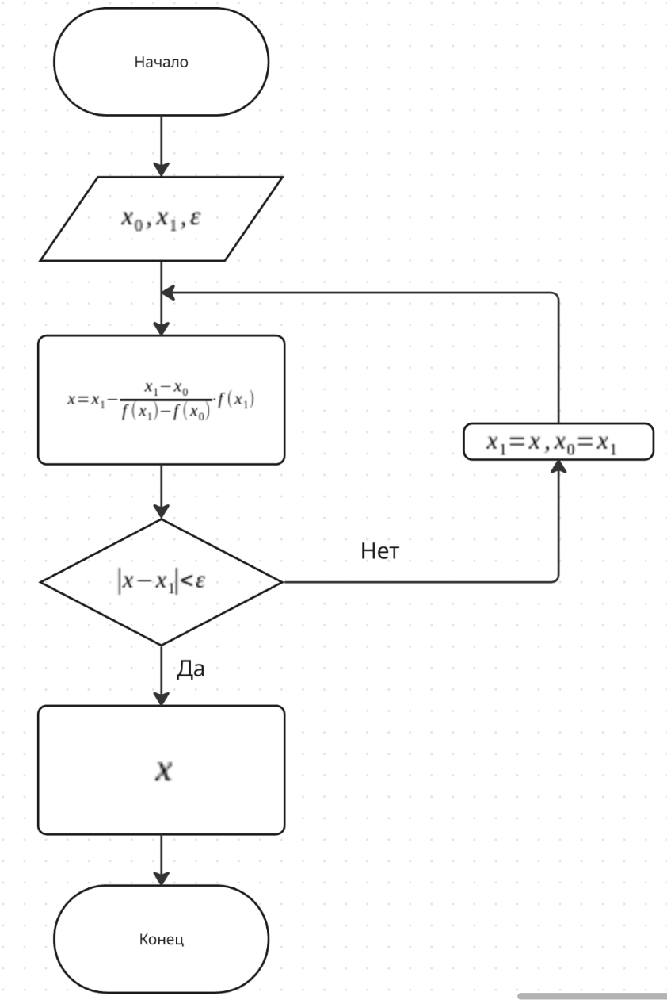 Начало
x₀, x₁, ε
x=x₁−(x₁−x₀)/(f(x₁)−f(x₀))·f(x₁)
x₁=x, x₀=x₁
Нет
|x−x₁|<ε
Да
x
Конец